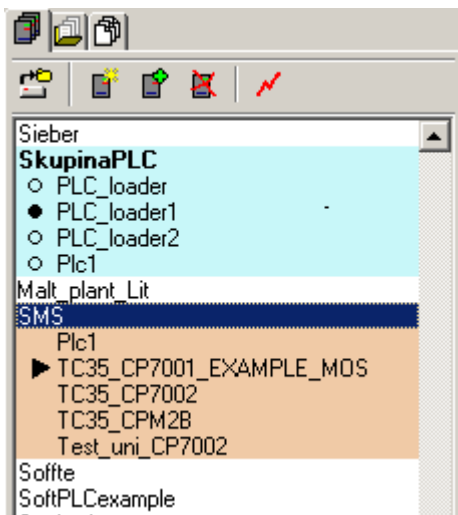 Sieber
SkupinaPLC
PLC_loader
PLC_loader1
PLC_loader2
Plc1
Malt_plant_Lit
SMS
Plc1
TC35_CP7001_EXAMPLE_MOS
TC35_CP7002
TC35_CPM2B
Test_uni_CP7002
Soffte
SoftPLCexample